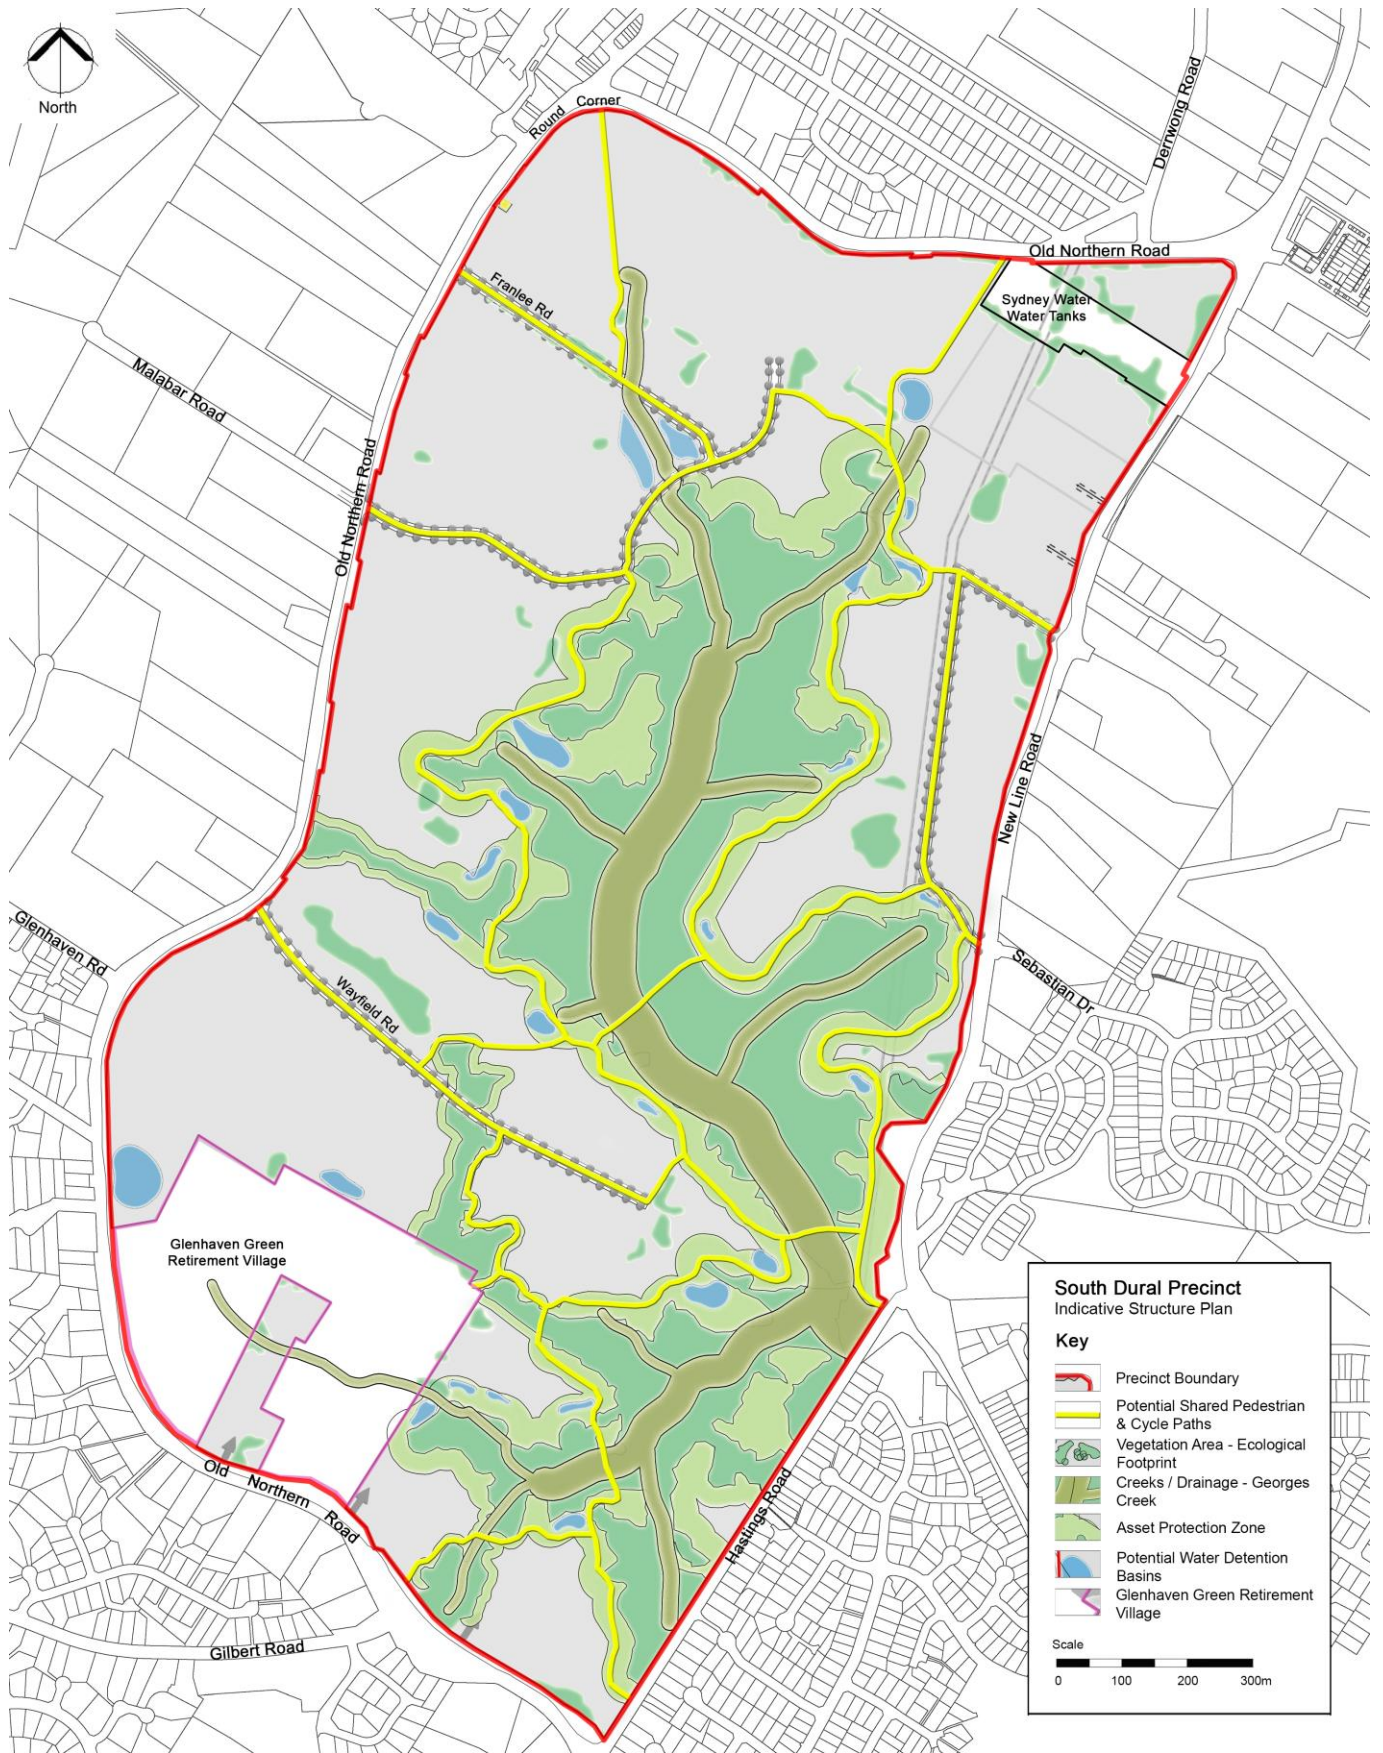 North
Round Corner
Derrwong Road
Old Northern Road
Sydney Water
Water Tanks
Franlee Rd
Malabar Road
Old Northern Road
New Line Road
Glenhaven Rd
Wayfield Rd
Sebastian Dr
Glenhaven Green
Retirement Village
Old Northern Road
Hastings Road
Gilbert Road
South Dural Precinct
Indicative Structure Plan
Key
Precinct Boundary
Potential Shared Pedestrian
& Cycle Paths
Vegetation Area - Ecological
Footprint
Creeks / Drainage - Georges
Creek
Asset Protection Zone
Potential Water Detention
Basins
Glenhaven Green Retirement
Village
Scale
0 100 200 300m